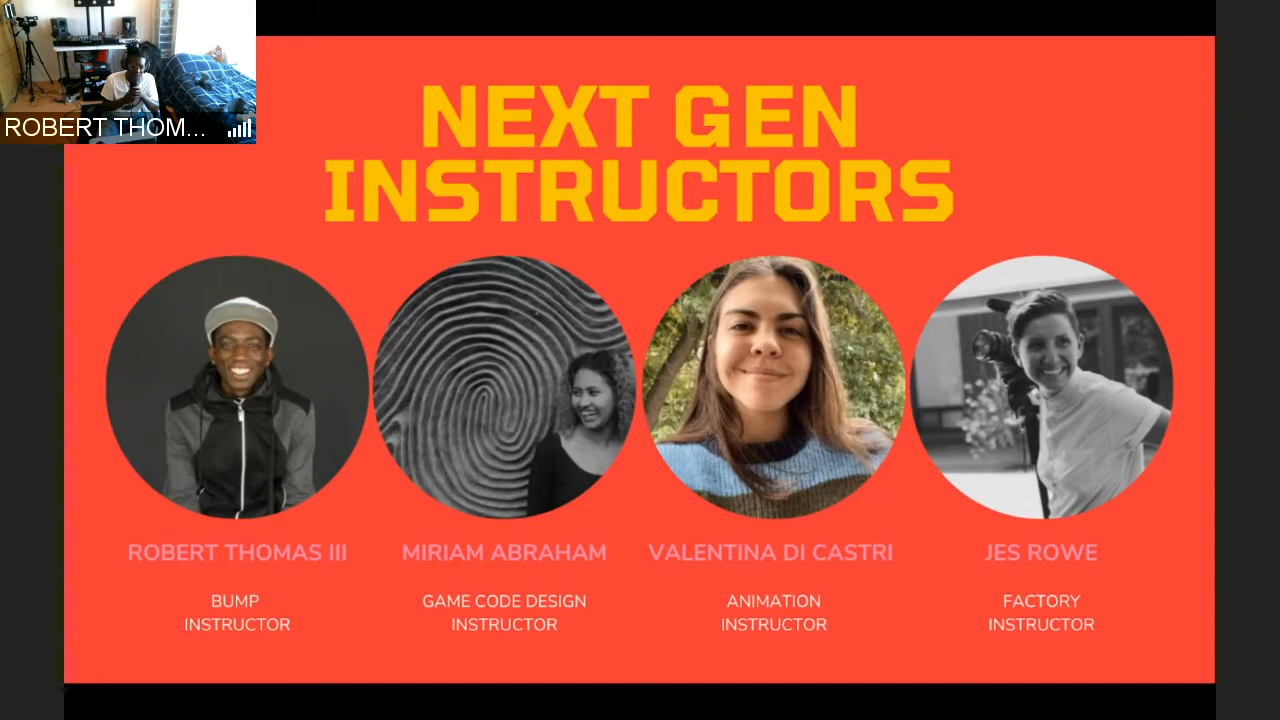 ROBERT THOM...
NEXT GEN
INSTRUCTORS
ROBERT THOMAS III
BUMP
INSTRUCTOR
MIRIAM ABRAHAM
GAME CODE DESIGN
INSTRUCTOR
VALENTINA DI CASTRI
ANIMATION
INSTRUCTOR
JES ROWE
FACTORY
INSTRUCTOR